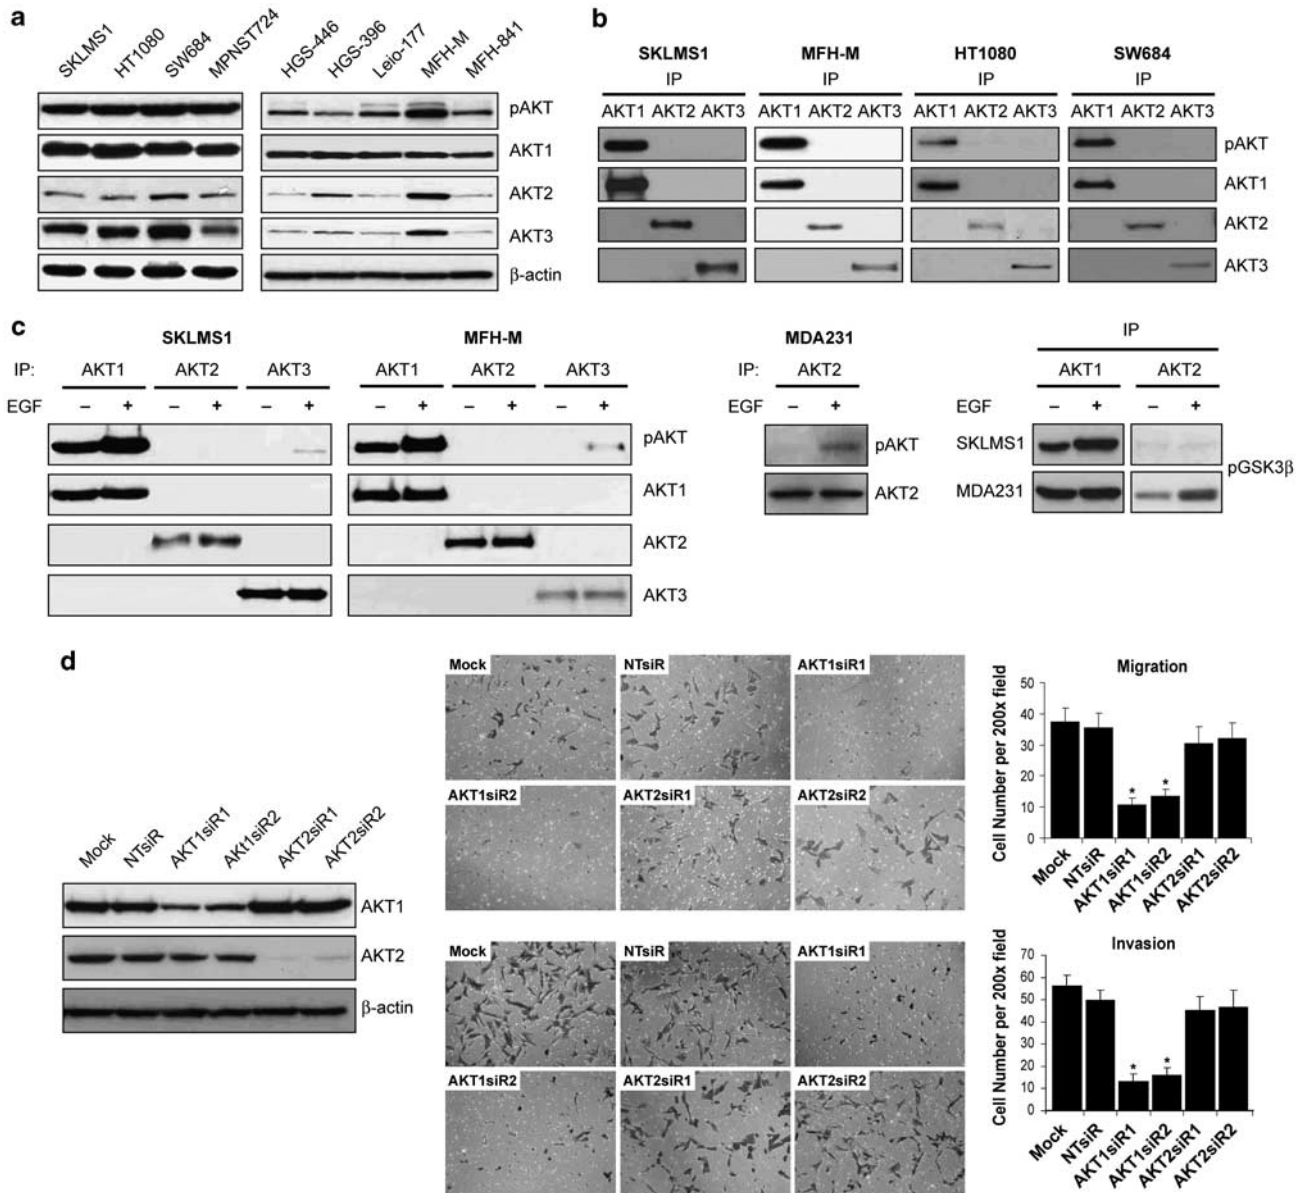 a
SKLMS1 HT1080 SW684 MPNST724 HGS-446 HGS-396 Leio-177 MFH-M MFH-841
pAKT
AKT1
AKT2
AKT3
β-actin
b
SKLMS1 MFH-M HT1080 SW684
IP IP IP IP
AKT1 AKT2 AKT3 AKT1 AKT2 AKT3 AKT1 AKT2 AKT3 AKT1 AKT2 AKT3
pAKT
AKT1
AKT2
AKT3
c
SKLMS1 MFH-M
IP: AKT1 AKT2 AKT3 AKT1 AKT2 AKT3
EGF – + – + – + – + – + – +
pAKT
AKT1
AKT2
AKT3
MDA231
IP: AKT2
EGF – +
pAKT
AKT2
IP
AKT1 AKT2
EGF – + – +
SKLMS1
pGSK3β
MDA231
d
Mock NTsiR AKT1siR1 Akt1siR2 AKT2siR1 AKT2siR2
AKT1
AKT2
β-actin
Mock NTsiR AKT1siR1
AKT1siR2 AKT2siR1 AKT2siR2
Mock NTsiR AKT1siR1
AKT1siR2 AKT2siR1 AKT2siR2
Migration
Cell Number per 200x field
50
40
30
20
10
0
* *
Mock NTsiR AKT1siR1 AKT1siR2 AKT2siR1 AKT2siR2
Invasion
Cell Number per 200x field
70
60
50
40
30
20
10
0
* *
Mock NTsiR AKT1siR1 AKT1siR2 AKT2siR1 AKT2siR2